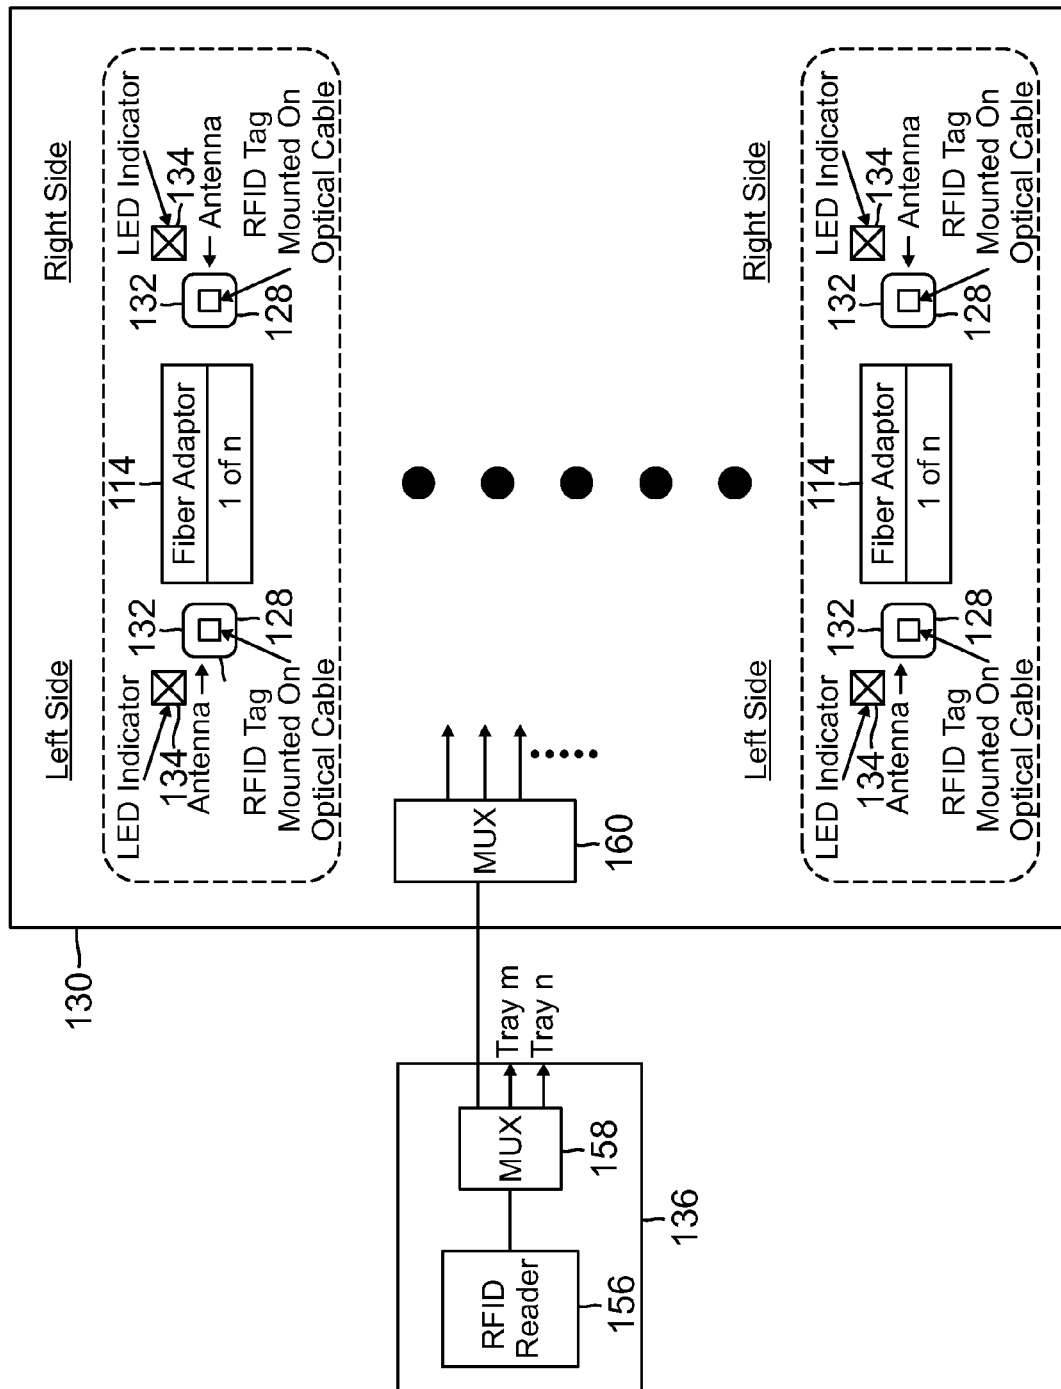 130
Left Side
Right Side
LED Indicator
134
Antenna
132
128
RFID Tag
Mounted On
Optical Cable
114
Fiber Adaptor
1 of n
LED Indicator
134
Antenna
132
128
RFID Tag
Mounted On
Optical Cable
RFID
Reader
156
MUX
158
136
Tray m
Tray n
MUX
160
Left Side
Right Side
LED Indicator
134
Antenna
132
128
RFID Tag
Mounted On
Optical Cable
114
Fiber Adaptor
1 of n
LED Indicator
134
Antenna
132
128
RFID Tag
Mounted On
Optical Cable